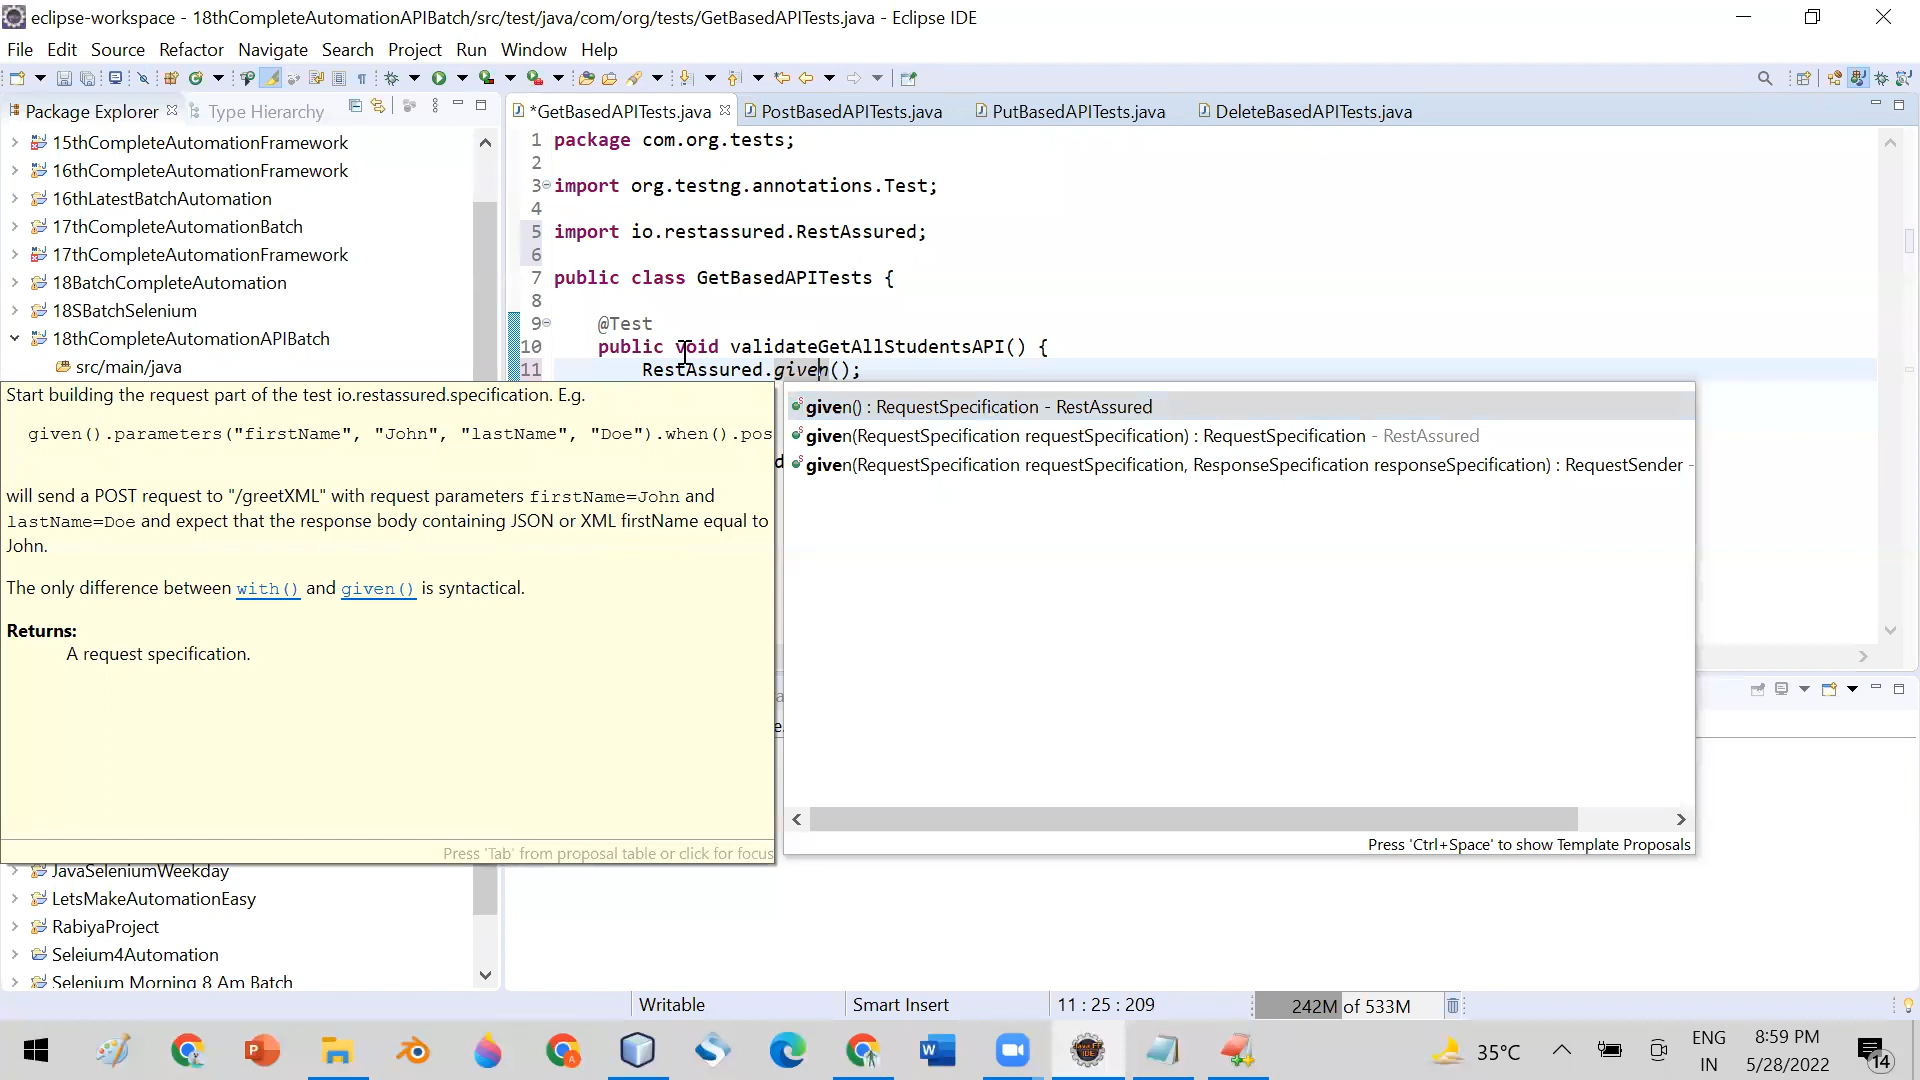 eclipse-workspace - 18thCompleteAutomationAPIBatch/src/test/java/com/org/tests/GetBasedAPITests.java - Eclipse IDE
File Edit Source Refactor Navigate Search Project Run Window Help
Package Explorer Type Hierarchy
*GetBasedAPITests.java PostBasedAPITests.java PutBasedAPITests.java DeleteBasedAPITests.java
15thCompleteAutomationFramework
16thCompleteAutomationFramework
16thLatestBatchAutomation
17thCompleteAutomationBatch
17thCompleteAutomationFramework
18BatchCompleteAutomation
18SBatchSelenium
18thCompleteAutomationAPIBatch
src/main/java
1 package com.org.tests;
2
3 import org.testng.annotations.Test;
4
5 import io.restassured.RestAssured;
6
7 public class GetBasedAPITests {
8
9 @Test
10 public void validateGetAllStudentsAPI() {
11 RestAssured.given();
Start building the request part of the test io.restassured.specification. E.g.
given().parameters("firstName", "John", "lastName", "Doe").when().pos
will send a POST request to "/greetXML" with request parameters firstName=John and
lastName=Doe and expect that the response body containing JSON or XML firstName equal to
John.
The only difference between with() and given() is syntactical.
Returns:
A request specification.
Press 'Tab' from proposal table or click for focus
given() : RequestSpecification - RestAssured
given(RequestSpecification requestSpecification) : RequestSpecification - RestAssured
given(RequestSpecification requestSpecification, ResponseSpecification responseSpecification) : RequestSender -
Press 'Ctrl+Space' to show Template Proposals
JavaSeleniumWeekday
LetsMakeAutomationEasy
RabiyaProject
Seleium4Automation
Selenium Morning 8 Am Batch
Writable Smart Insert 11 : 25 : 209 242M of 533M
35°C
ENG
IN
8:59 PM
5/28/2022
14